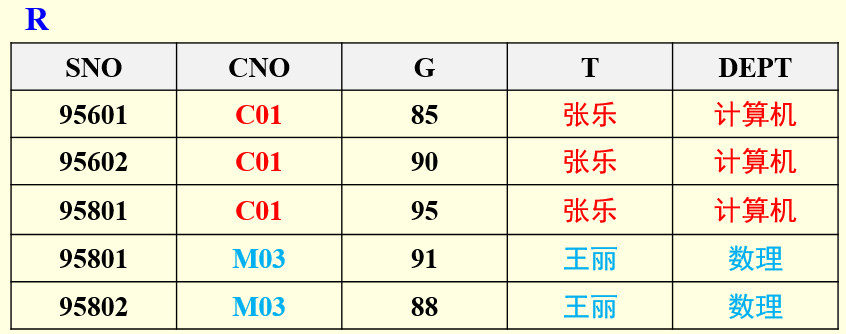 R
SNO CNO G T DEPT
95601 C01 85 张乐 计算机
95602 C01 90 张乐 计算机
95801 C01 95 张乐 计算机
95801 M03 91 王丽 数理
95802 M03 88 王丽 数理